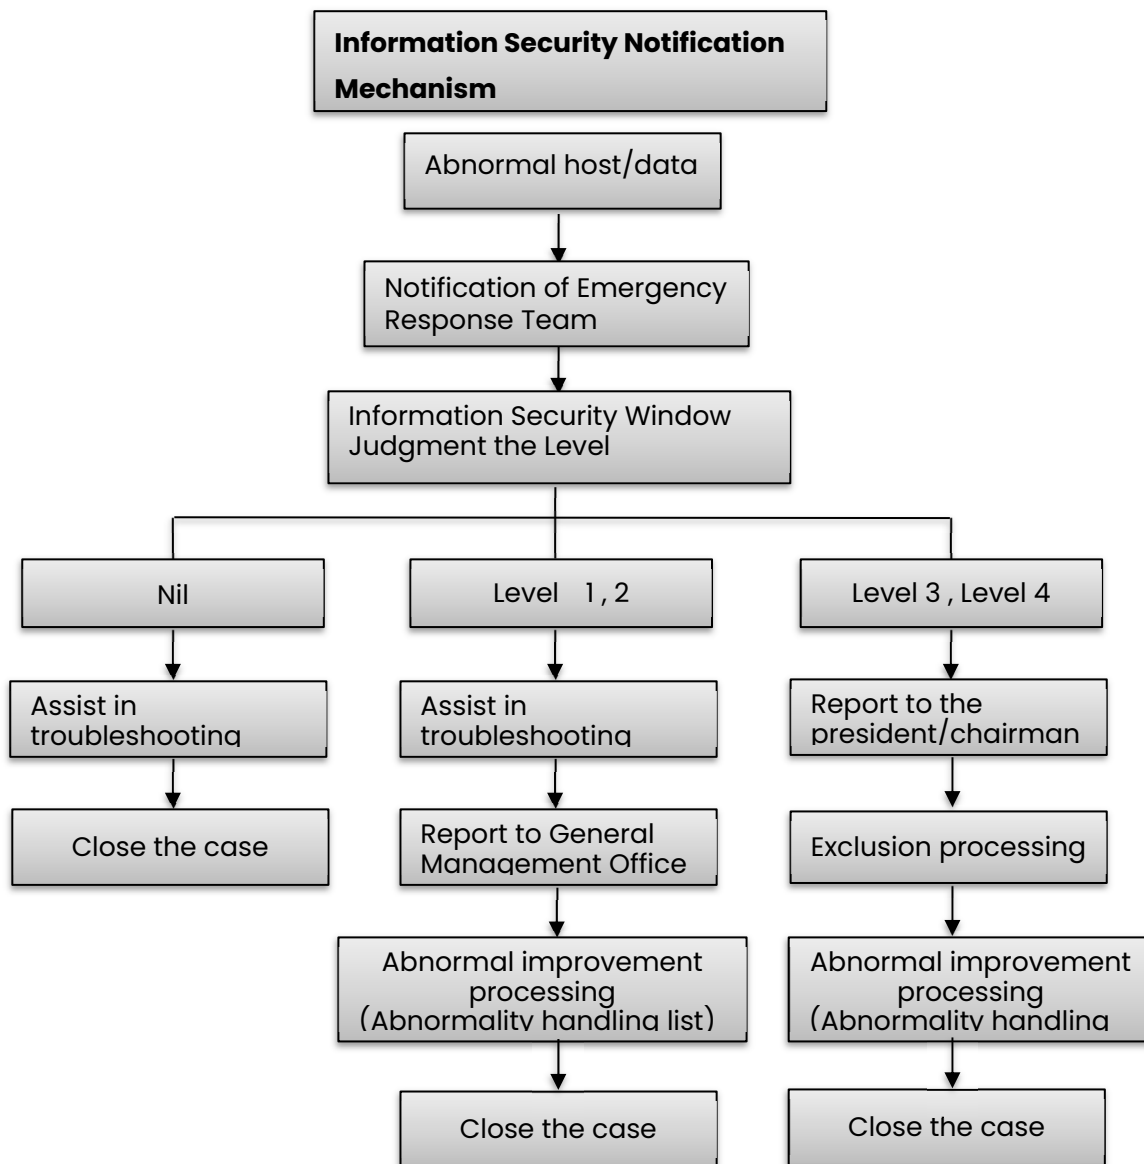 Information Security Notification
Mechanism
Abnormal host/data
Notification of Emergency
Response Team
Information Security Window
Judgment the Level
Nil
Level 1 , 2
Level 3 , Level 4
Assist in
troubleshooting
Assist in
troubleshooting
Report to the
president/chairman
Close the case
Report to General
Management Office
Exclusion processing
Abnormal improvement
processing
(Abnormality handling list)
Abnormal improvement
processing
(Abnormality handling
Close the case
Close the case